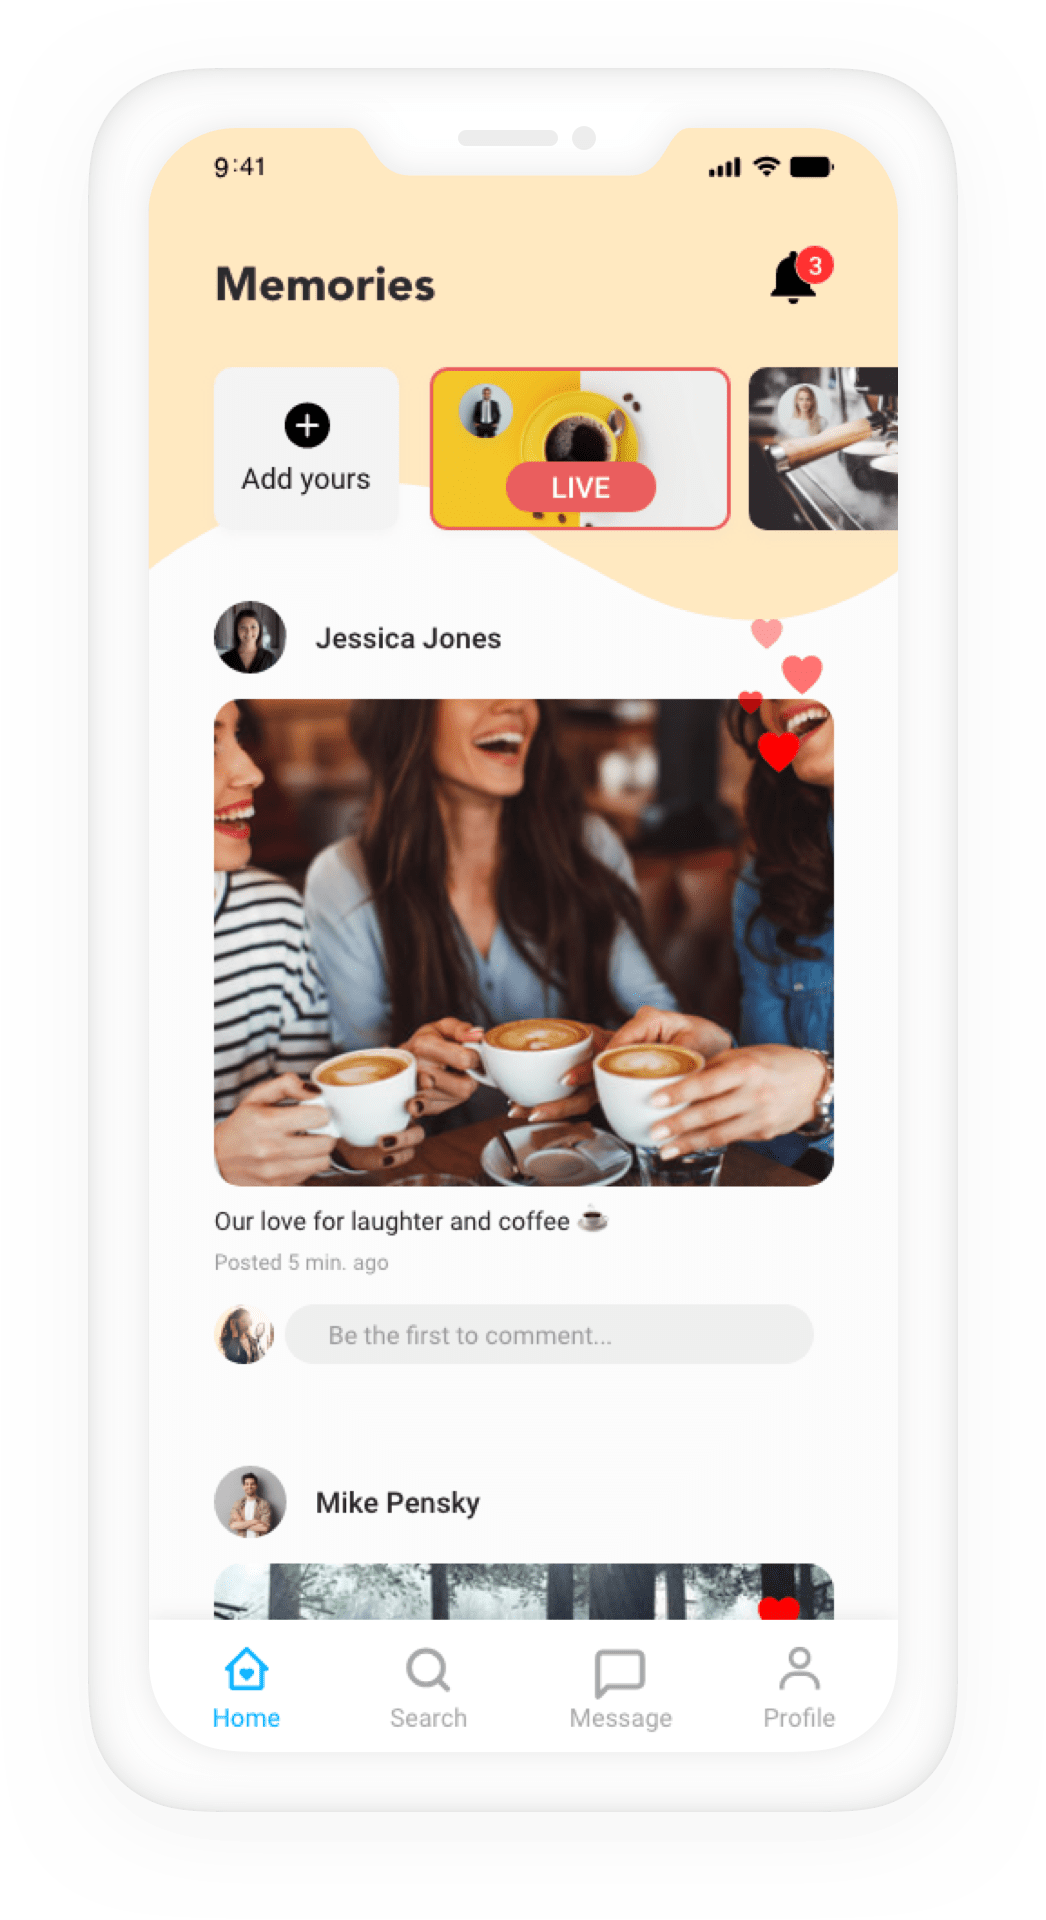 9:41
Memories
3
Add yours
LIVE
Jessica Jones
Our love for laughter and coffee ☕
Posted 5 min. ago
Be the first to comment...
Mike Pensky
Home
Search
Message
Profile